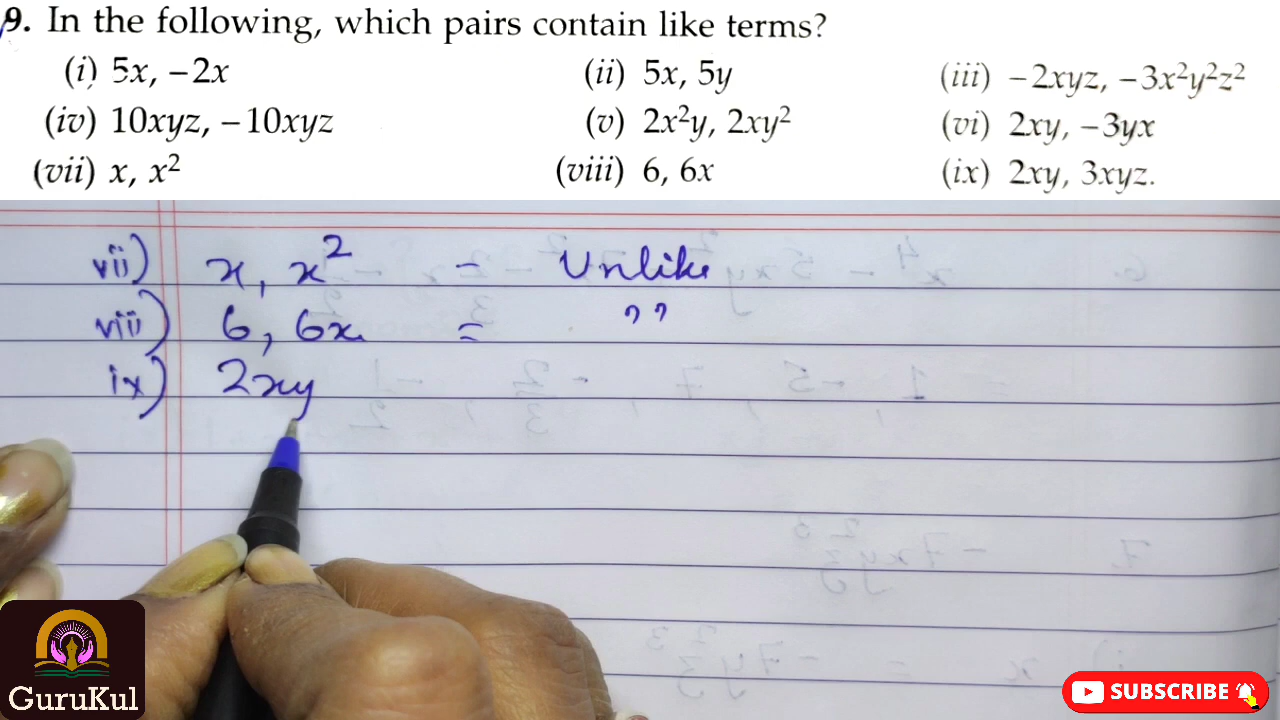 9. In the following, which pairs contain like terms?
(i) 5x, −2x (ii) 5x, 5y (iii) −2xyz, −3x²y²z²
(iv) 10xyz, −10xyz (v) 2x²y, 2xy² (vi) 2xy, −3yx
(vii) x, x² (viii) 6, 6x (ix) 2xy, 3xyz.
vii) x, x² - Unlike
viii) 6, 6x = ,,
ix) 2xy
GuruKul
SUBSCRIBE